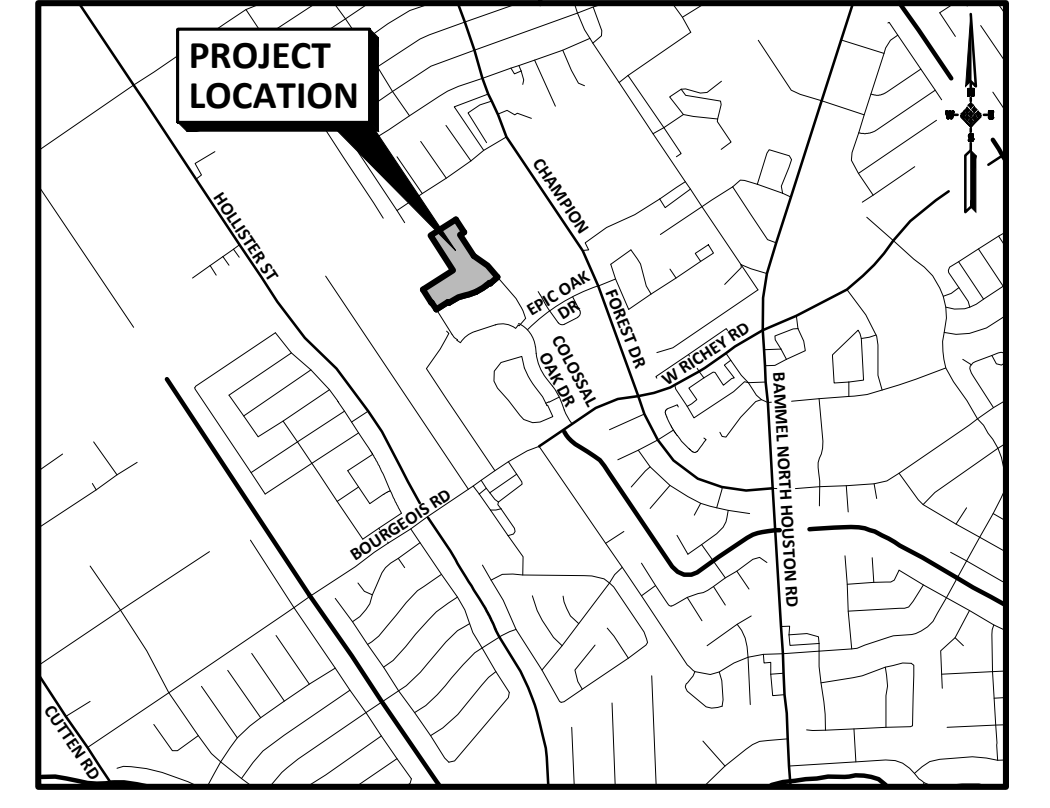 PROJECT
LOCATION
N
W
E
S
CHAMPION
FOREST DR
HOLLISTER ST
EPIC OAK
DR
COLOSSAL
OAK DR
W RICHEY RD
BAMMEL NORTH HOUSTON RD
BOURGEOIS RD
CUTTEN RD